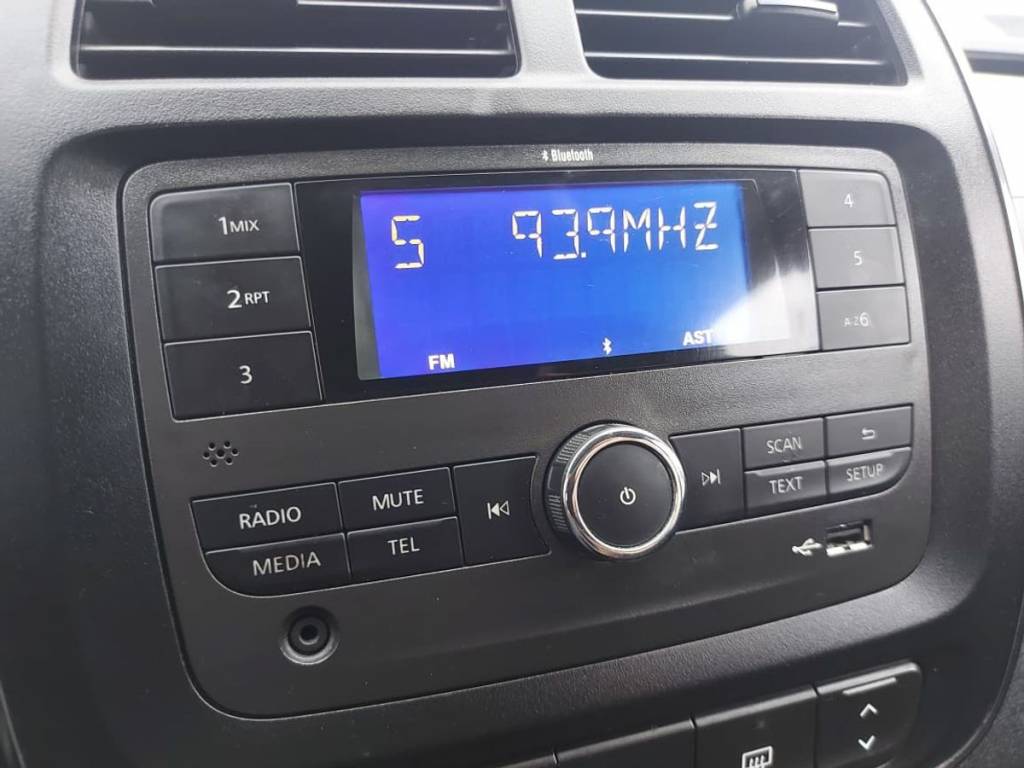 Bluetooth
1MIX
2RPT
3
5 93.9MHZ
FM AST
4
5
A-Z6
RADIO
MUTE
MEDIA
TEL
SCAN
TEXT
SETUP